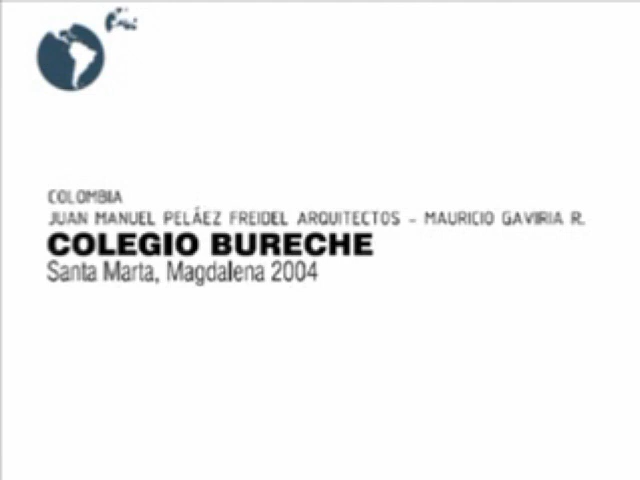 COLOMBIA
JUAN MANUEL PELÁEZ FREIDEL ARQUITECTOS - MAURICIO GAVIRIA R.
COLEGIO BURECHE
Santa Marta, Magdalena 2004